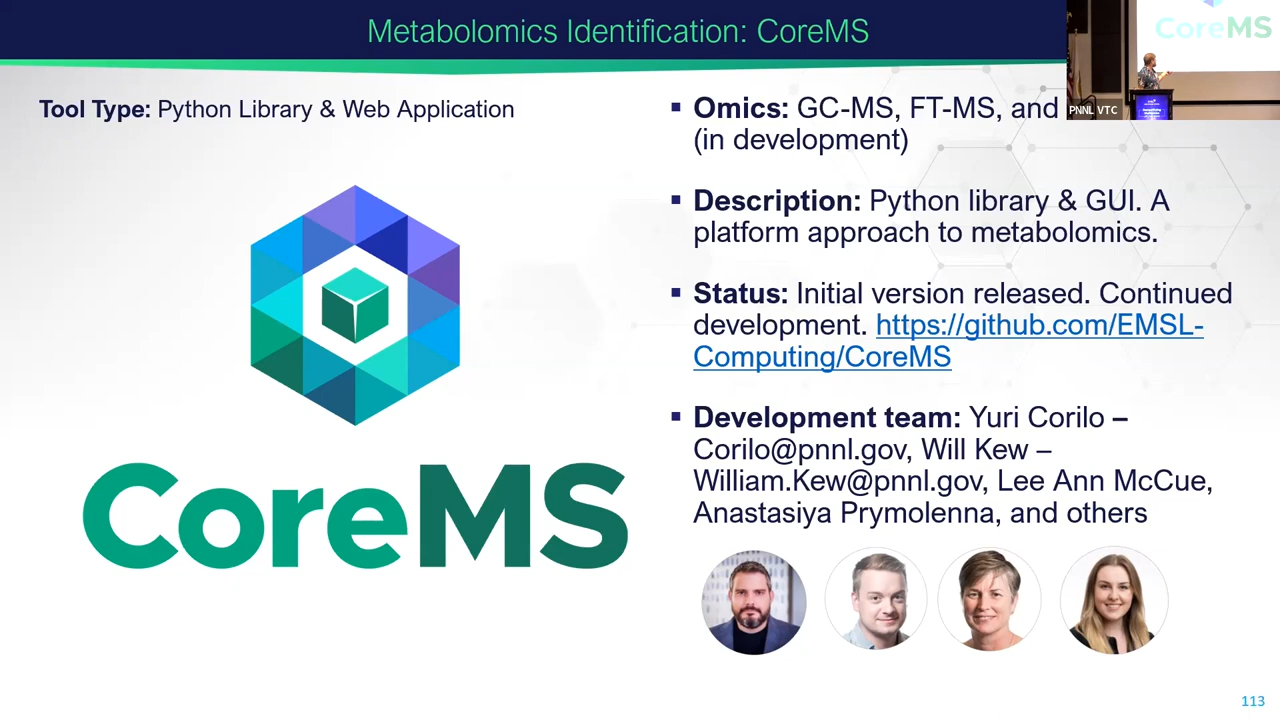 Metabolomics Identification: CoreMS
CoreMS
PNNL VTC
Tool Type: Python Library & Web Application
CoreMS
▪ Omics: GC-MS, FT-MS, and
(in development)
▪ Description: Python library & GUI. A
platform approach to metabolomics.
▪ Status: Initial version released. Continued
development. https://github.com/EMSL-
Computing/CoreMS
▪ Development team: Yuri Corilo –
Corilo@pnnl.gov, Will Kew –
William.Kew@pnnl.gov, Lee Ann McCue,
Anastasiya Prymolenna, and others
113